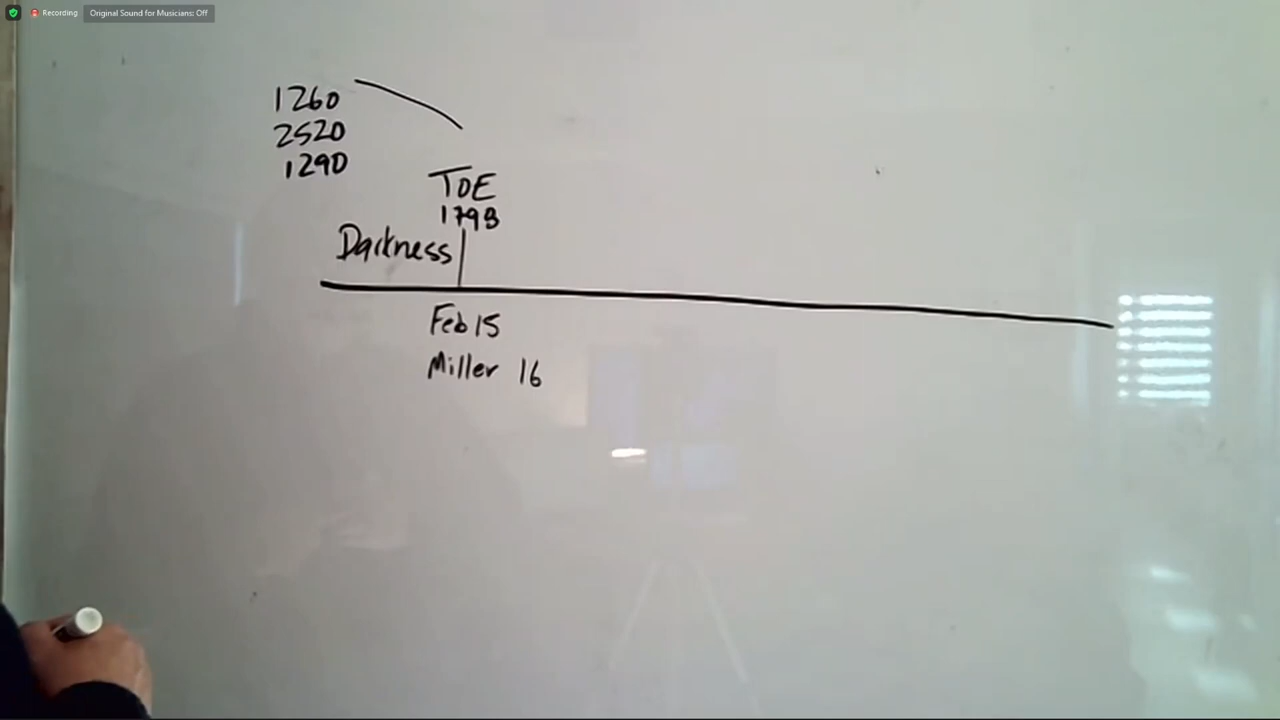 Recording
Original Sound for Musicians: Off
1260
2520
1290
TOE
1798
Darkness
Feb 15
Miller 16